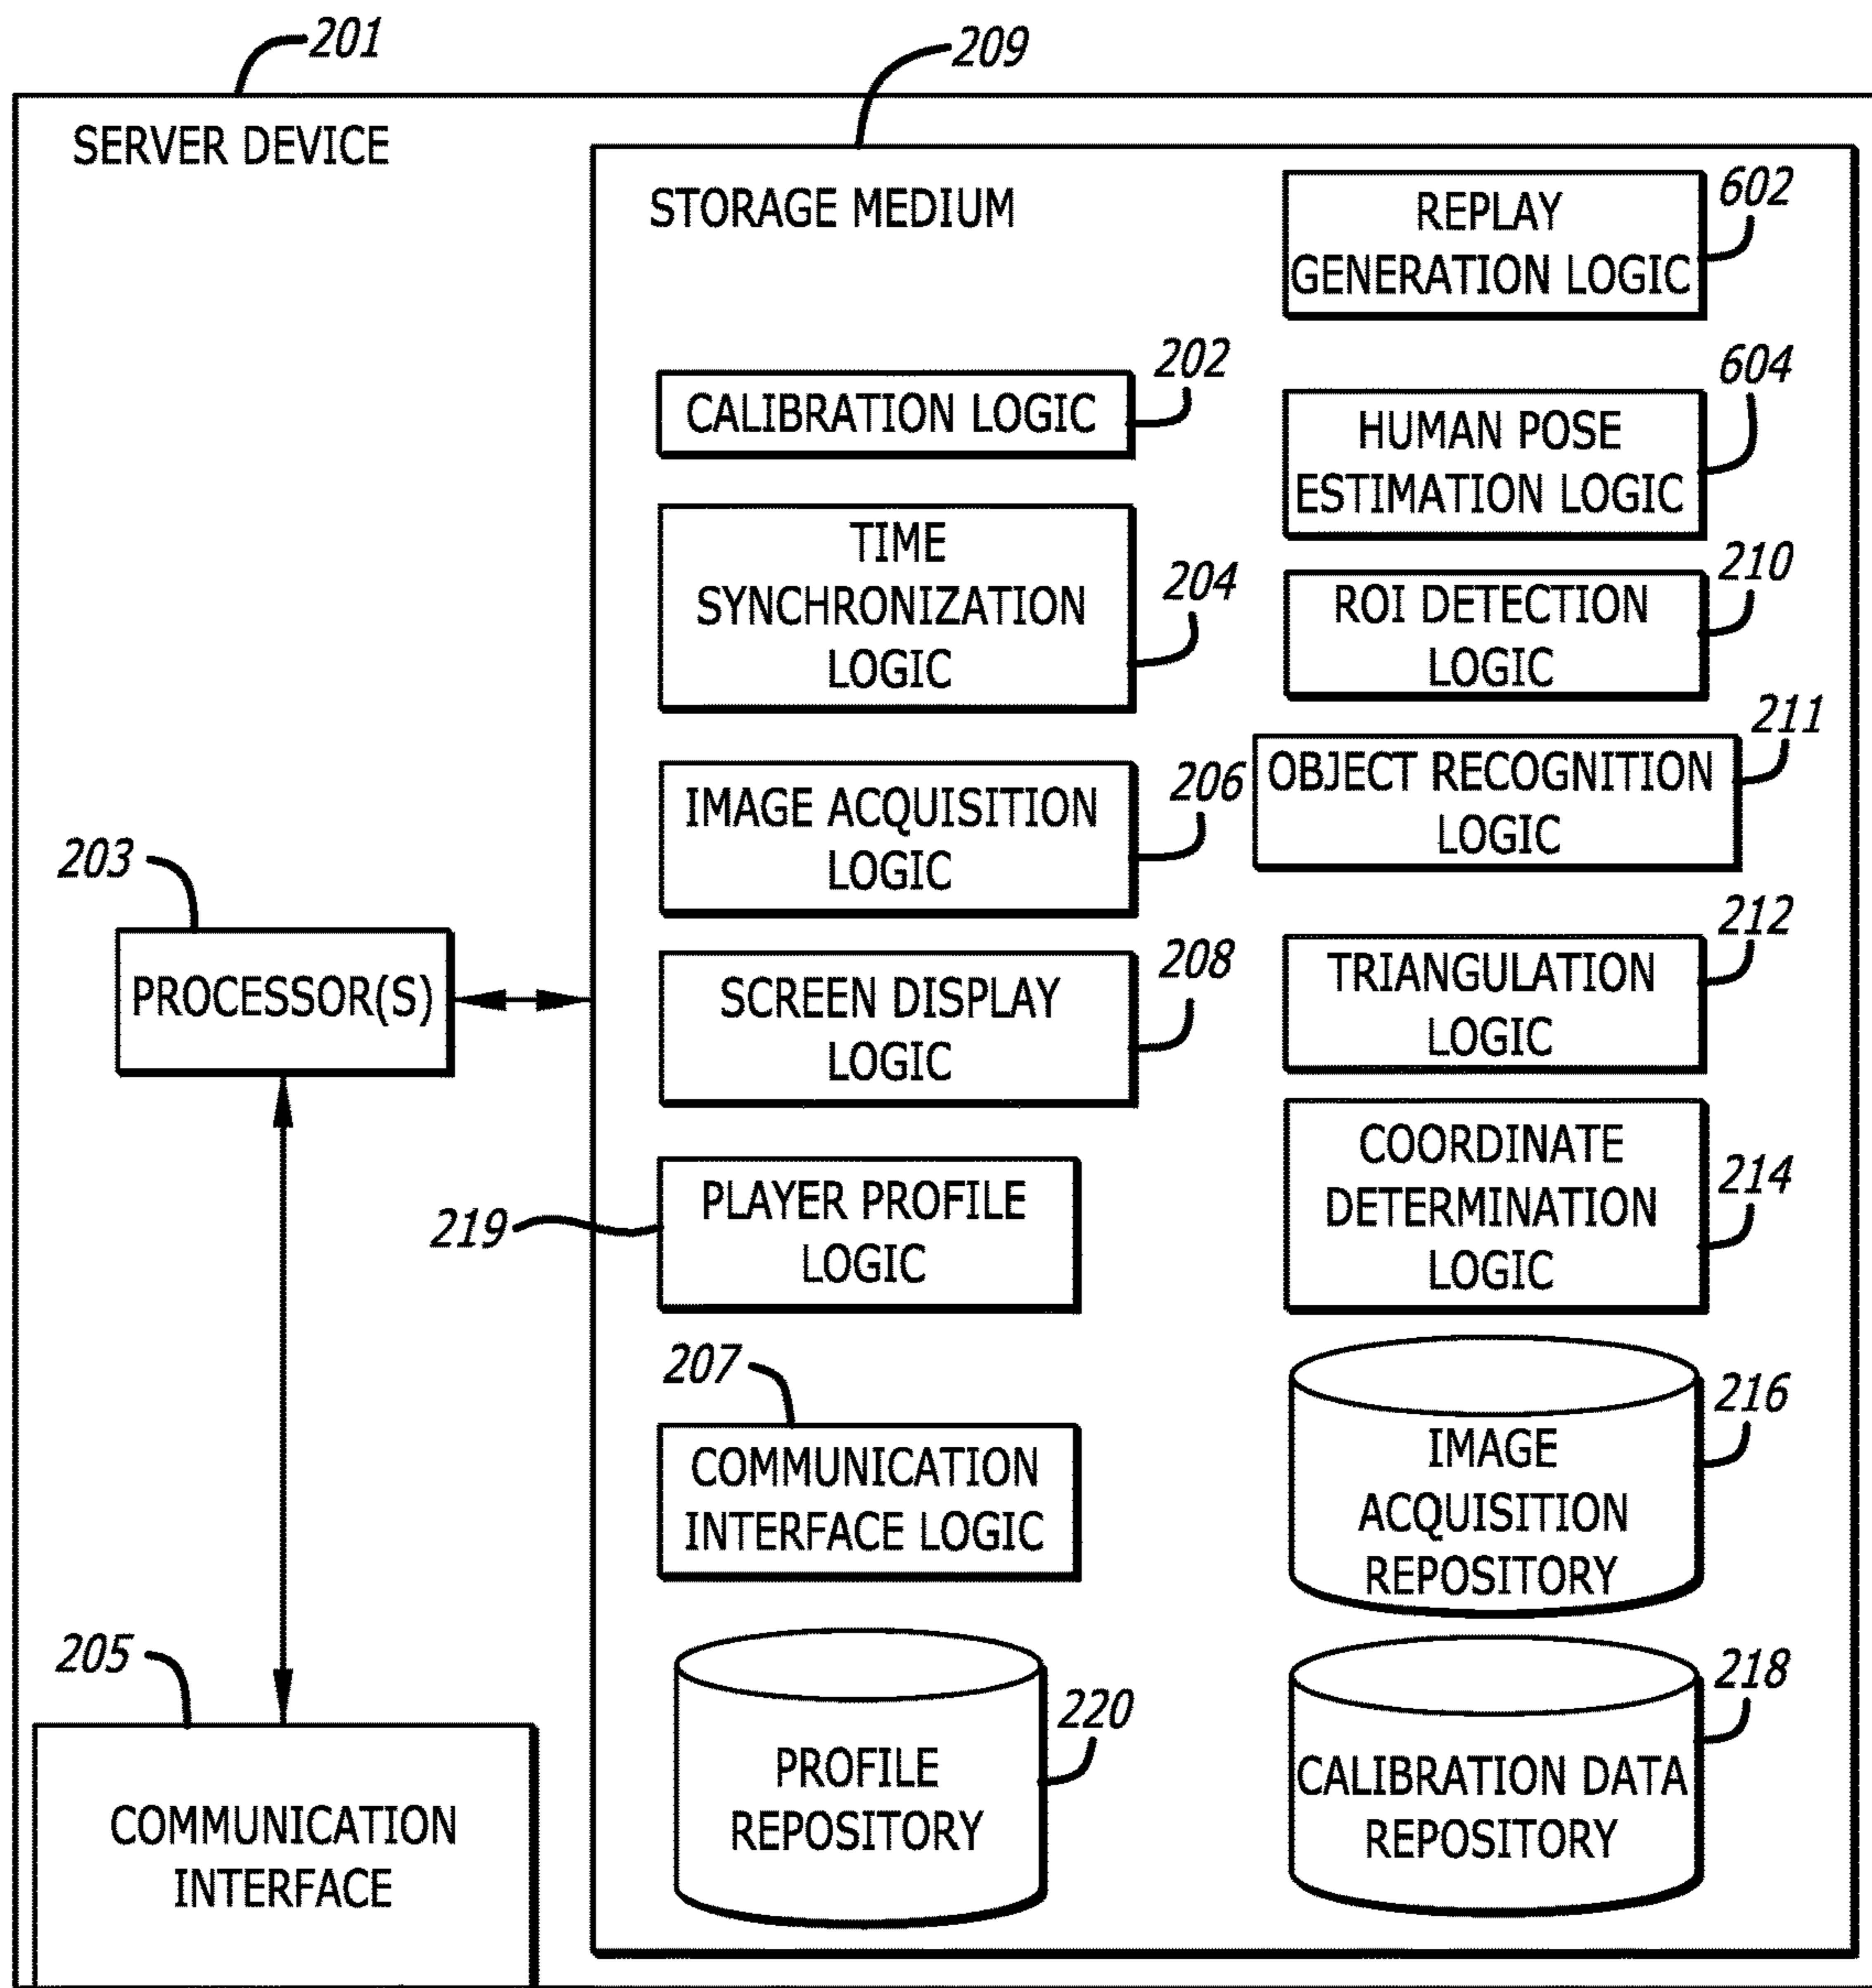 201
209
SERVER DEVICE
STORAGE MEDIUM
REPLAY
GENERATION LOGIC
602
CALIBRATION LOGIC
202
HUMAN POSE
ESTIMATION LOGIC
604
TIME
SYNCHRONIZATION
LOGIC
204
ROI DETECTION
LOGIC
210
IMAGE ACQUISITION
LOGIC
206
OBJECT RECOGNITION
LOGIC
211
203
PROCESSOR(S)
SCREEN DISPLAY
LOGIC
208
TRIANGULATION
LOGIC
212
219
PLAYER PROFILE
LOGIC
COORDINATE
DETERMINATION
LOGIC
214
207
COMMUNICATION
INTERFACE LOGIC
IMAGE
ACQUISITION
REPOSITORY
216
205
COMMUNICATION
INTERFACE
PROFILE
REPOSITORY
220
CALIBRATION DATA
REPOSITORY
218